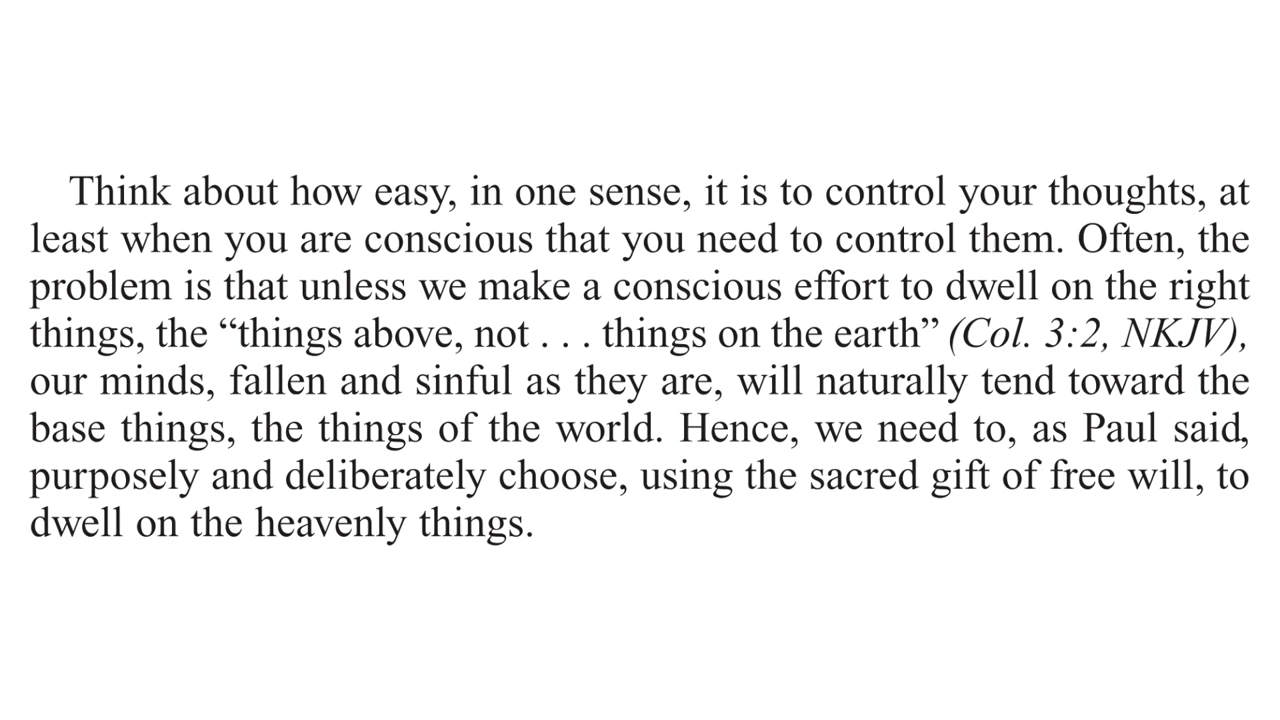 Think about how easy, in one sense, it is to control your thoughts, at
least when you are conscious that you need to control them. Often, the
problem is that unless we make a conscious effort to dwell on the right
things, the “things above, not . . . things on the earth” (Col. 3:2, NKJV),
our minds, fallen and sinful as they are, will naturally tend toward the
base things, the things of the world. Hence, we need to, as Paul said,
purposely and deliberately choose, using the sacred gift of free will, to
dwell on the heavenly things.